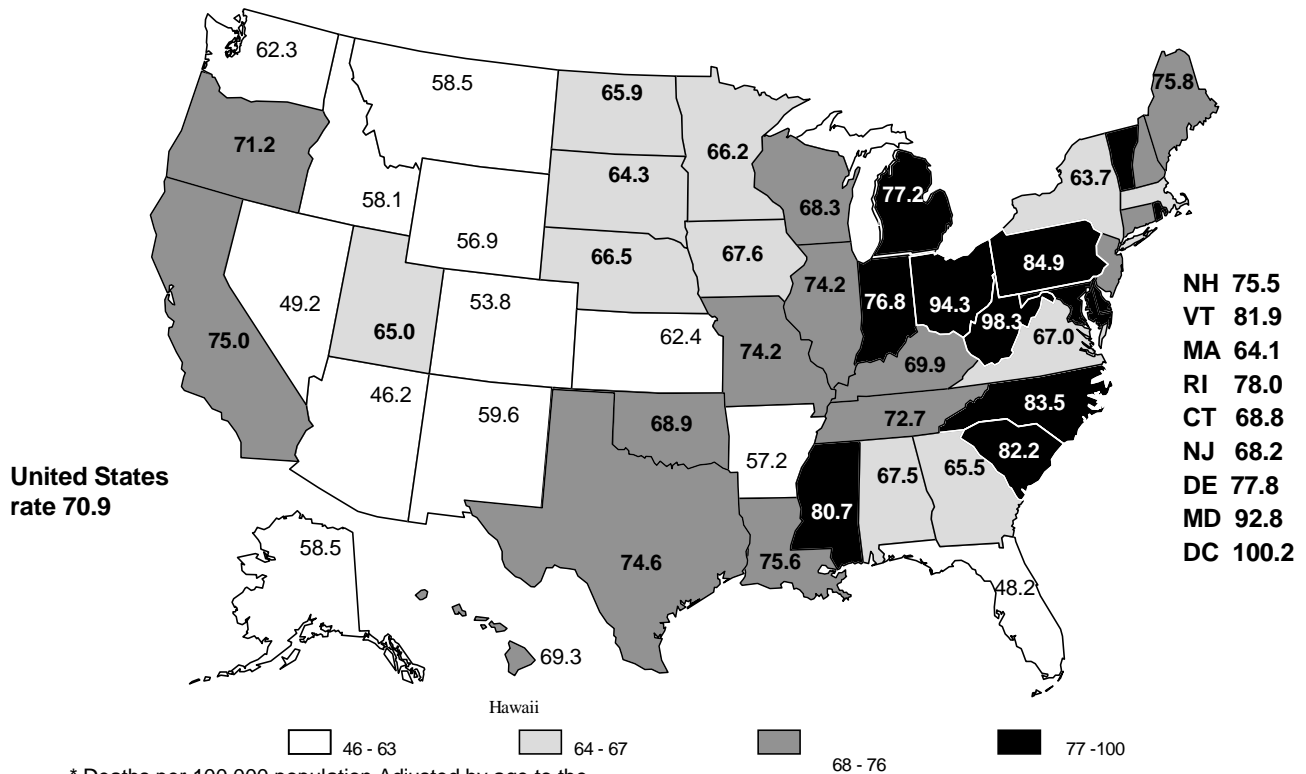 62.3
58.5
65.9
75.8
71.2
66.2
63.7
58.1
64.3
77.2
68.3
56.9
66.5
67.6
84.9
49.2
53.8
74.2
76.8
94.3
98.3
75.0
65.0
62.4
74.2
69.9
67.0
46.2
59.6
68.9
72.7
83.5
57.2
82.2
67.5
65.5
80.7
74.6
75.6
58.5
48.2
69.3
NH 75.5
VT 81.9
MA 64.1
RI 78.0
CT 68.8
NJ 68.2
DE 77.8
MD 92.8
DC 100.2
United States
rate 70.9
Hawaii
46 - 63
64 - 67
68 - 76
77 -100
* Deaths per 100,000 population Adjusted by age to the